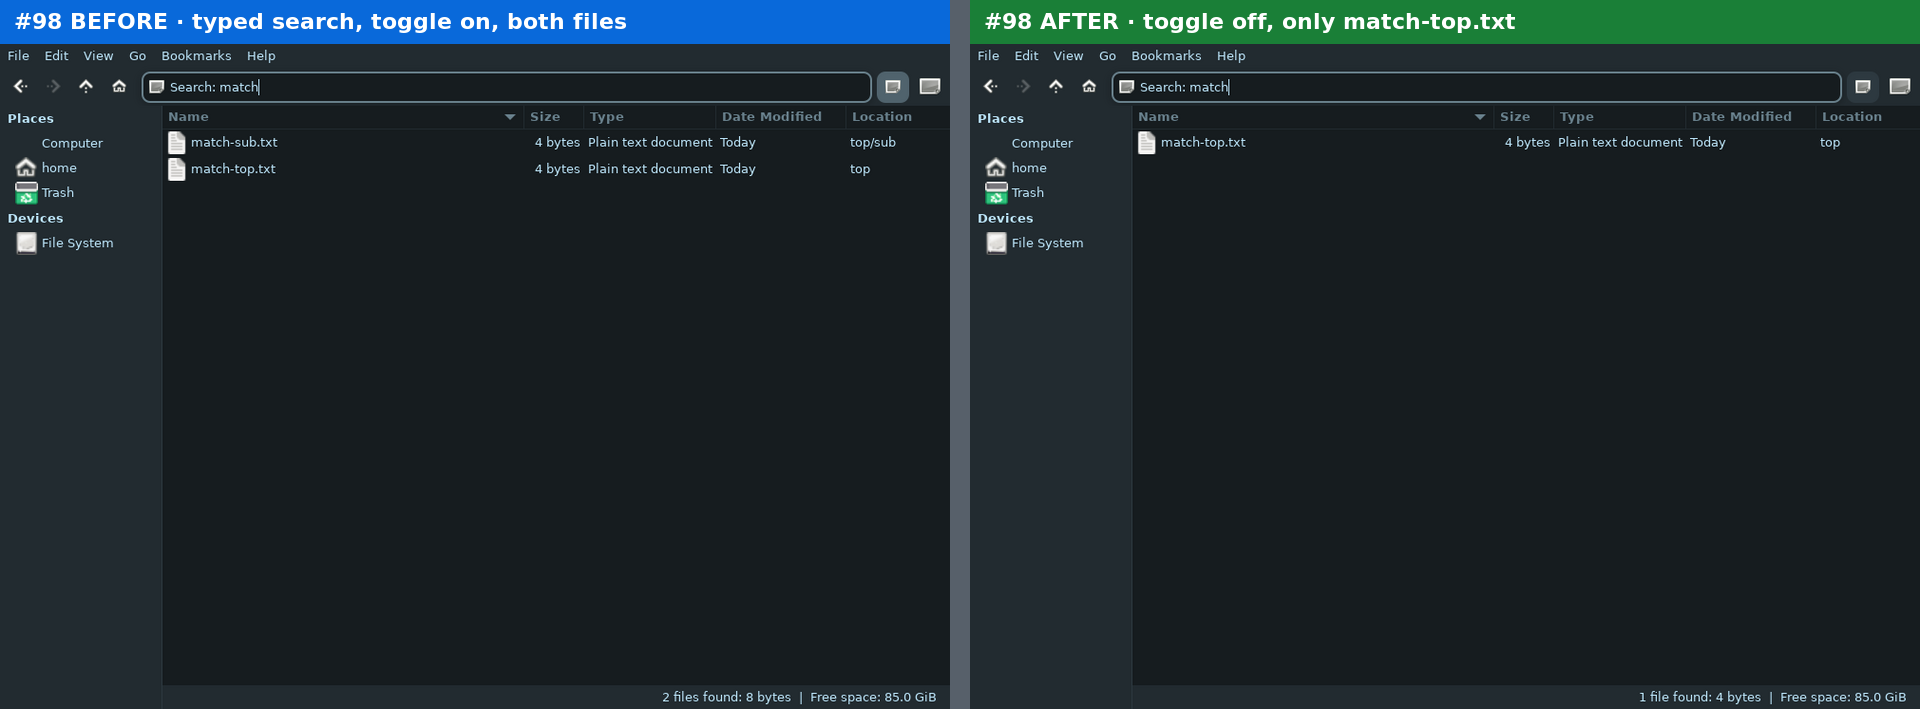 #98 BEFORE · typed search, toggle on, both files
File Edit View Go Bookmarks Help
Search: match
Places
Computer
home
Trash
Devices
File System
Name Size Type Date Modified Location
match-sub.txt 4 bytes Plain text document Today top/sub
match-top.txt 4 bytes Plain text document Today top
2 files found: 8 bytes | Free space: 85.0 GiB
#98 AFTER · toggle off, only match-top.txt
File Edit View Go Bookmarks Help
Search: match
Places
Computer
home
Trash
Devices
File System
Name Size Type Date Modified Location
match-top.txt 4 bytes Plain text document Today top
1 file found: 4 bytes | Free space: 85.0 GiB